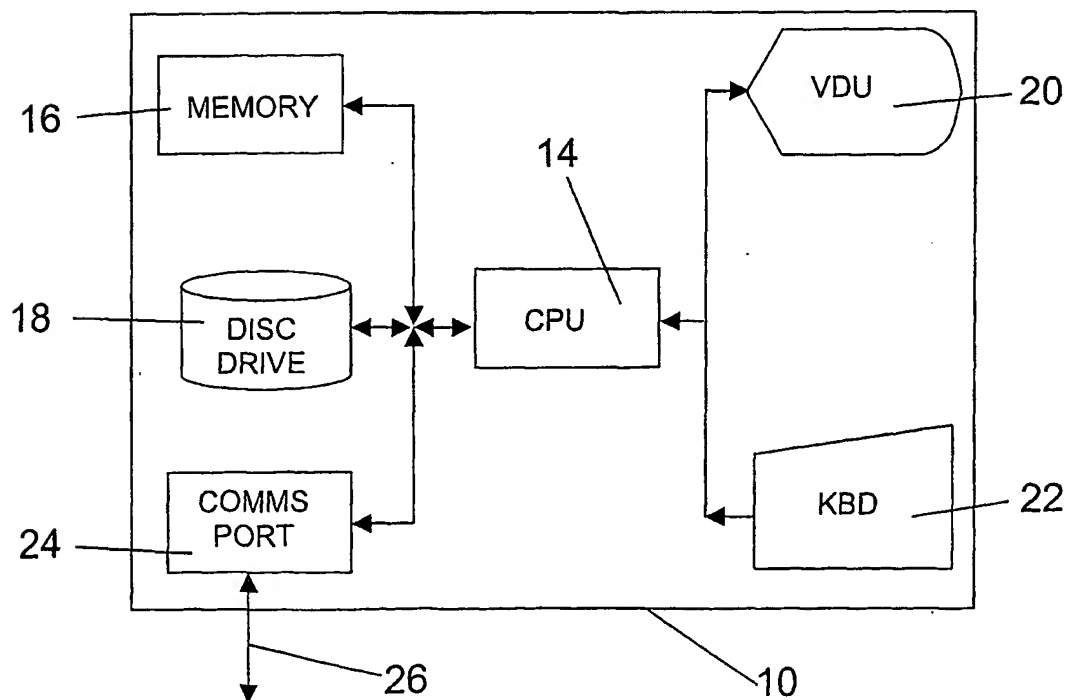 MEMORY
16
VDU
20
14
18
DISC
DRIVE
CPU
COMMS
PORT
24
KBD
22
26
10